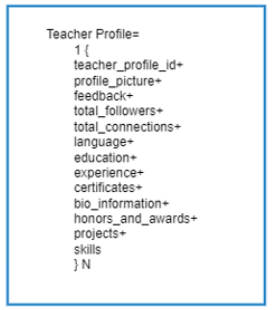 Teacher Profile=
1 {
teacher_profile_id+
profile_picture+
feedback+
total_followers+
total_connections+
language+
education+
experience+
certificates+
bio_information+
honors_and_awards+
projects+
skills
} N